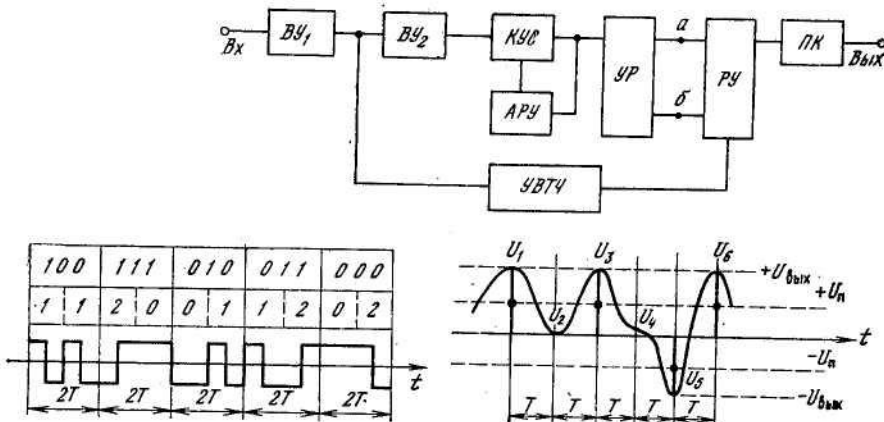 Вх
ВУ₁
ВУ₂
КУС
АРУ
УР
а
б
РУ
ПК
Вых
УВТЧ
100 111 010 011 000
1 1 2 0 0 1 1 2 0 2
t
2T 2T 2T 2T 2T
U₁ U₃ U₆
+Uвых
+Uп
U₂ U₄
t
-Uп
U₅
-Uвых
T T T T T